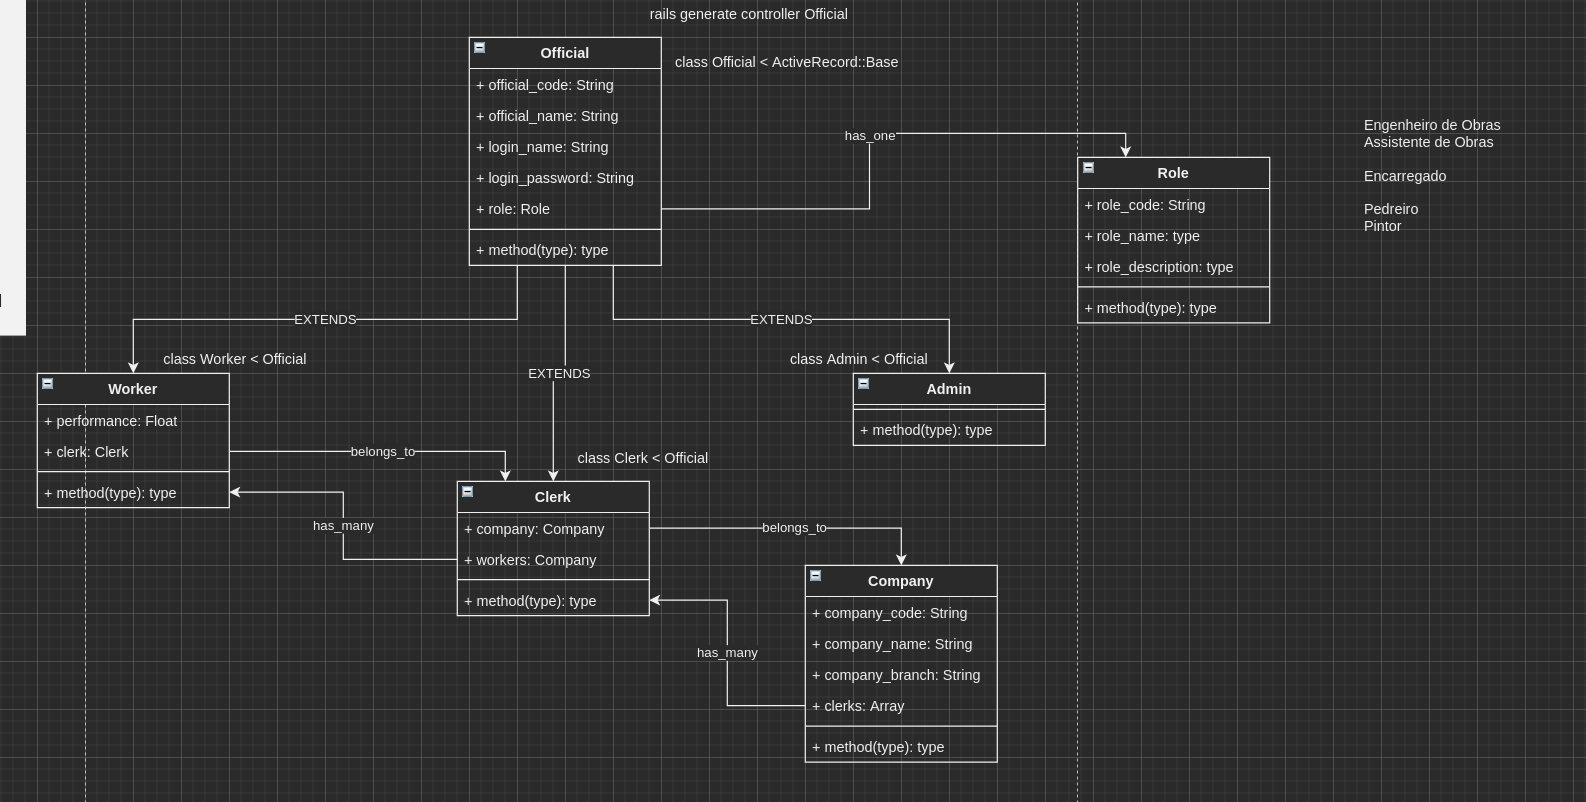 rails generate controller Official
Official
class Official < ActiveRecord::Base
+ official_code: String
+ official_name: String
+ login_name: String
+ login_password: String
+ role: Role
+ method(type): type
has_one
Role
+ role_code: String
+ role_name: type
+ role_description: type
+ method(type): type
Engenheiro de Obras
Assistente de Obras
Encarregado
Pedreiro
Pintor
EXTENDS
EXTENDS
EXTENDS
class Worker < Official
Worker
+ performance: Float
+ clerk: Clerk
+ method(type): type
class Admin < Official
Admin
+ method(type): type
belongs_to
has_many
class Clerk < Official
Clerk
+ company: Company
+ workers: Company
+ method(type): type
belongs_to
has_many
Company
+ company_code: String
+ company_name: String
+ company_branch: String
+ clerks: Array
+ method(type): type